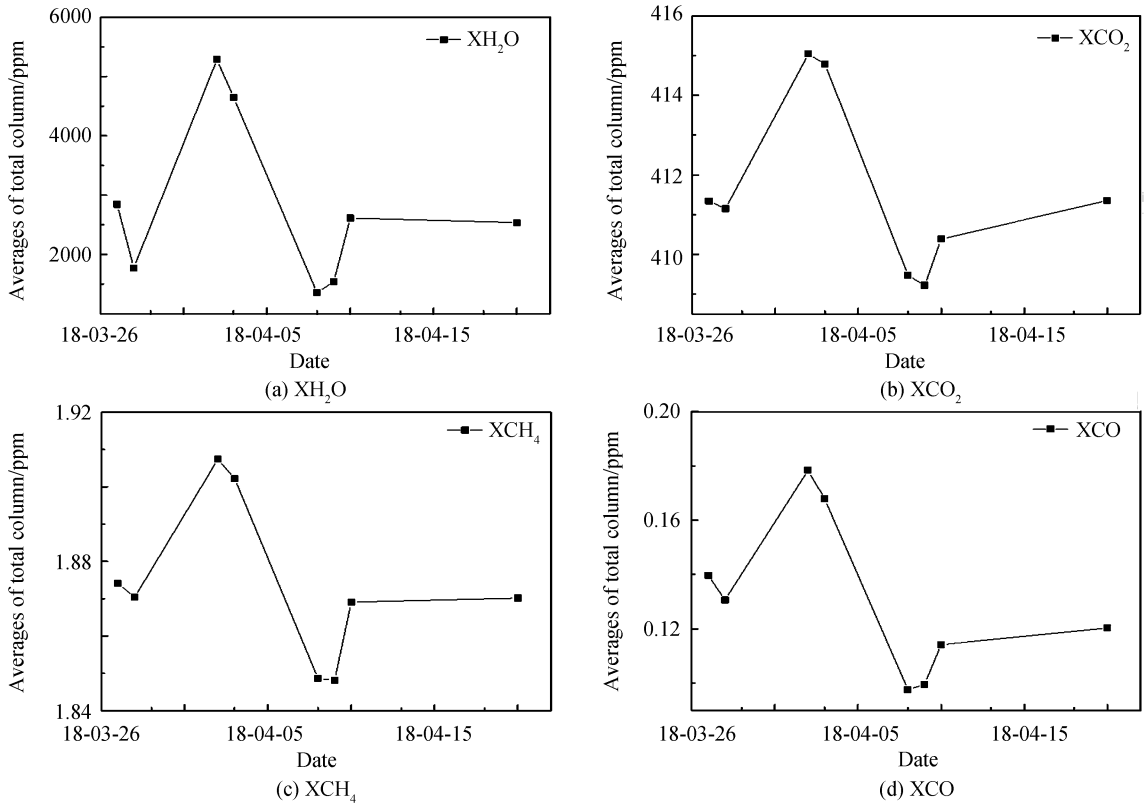 Averages of total column/ppm
6000
4000
2000
XH₂O
18-03-26
18-04-05
18-04-15
Date
(a) XH₂O
Averages of total column/ppm
416
414
412
410
XCO₂
18-03-26
18-04-05
18-04-15
Date
(b) XCO₂
Averages of total column/ppm
1.92
1.88
1.84
XCH₄
18-03-26
18-04-05
18-04-15
Date
(c) XCH₄
Averages of total column/ppm
0.20
0.16
0.12
XCO
18-03-26
18-04-05
18-04-15
Date
(d) XCO